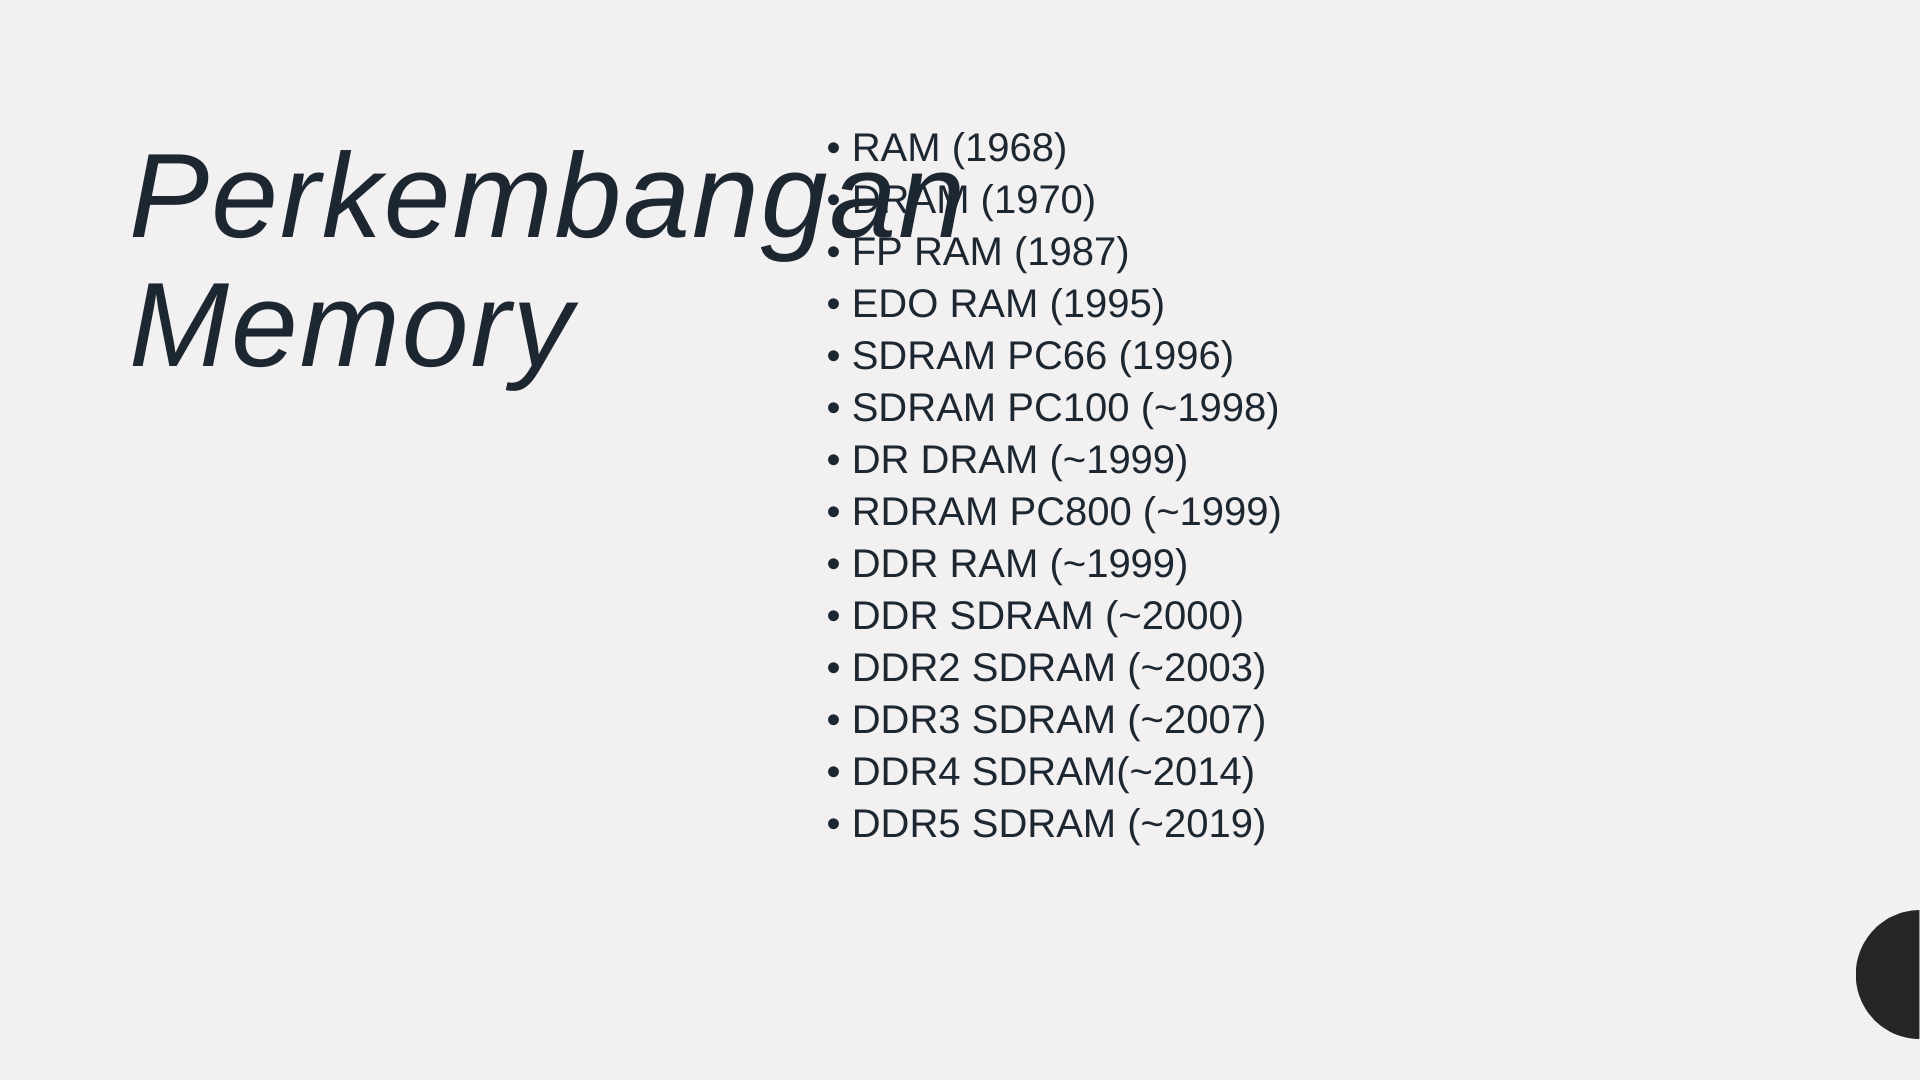 Perkembangan
Memory
• RAM (1968)
• DRAM (1970)
• FP RAM (1987)
• EDO RAM (1995)
• SDRAM PC66 (1996)
• SDRAM PC100 (~1998)
• DR DRAM (~1999)
• RDRAM PC800 (~1999)
• DDR RAM (~1999)
• DDR SDRAM (~2000)
• DDR2 SDRAM (~2003)
• DDR3 SDRAM (~2007)
• DDR4 SDRAM(~2014)
• DDR5 SDRAM (~2019)